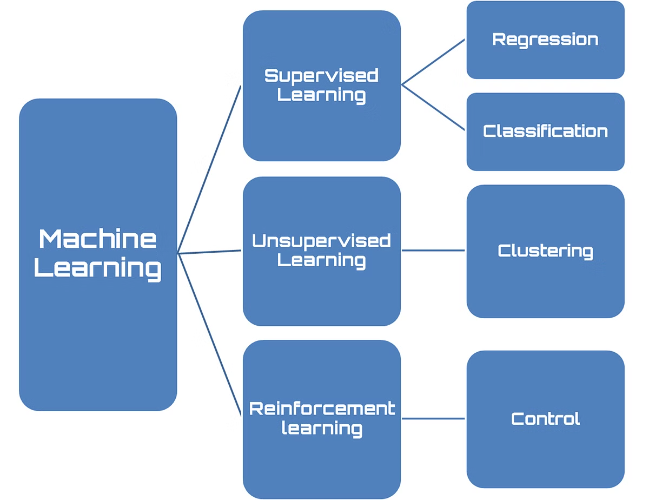 Machine
Learning
Supervised
Learning
Regression
Classification
Unsupervised
Learning
Clustering
Reinforcement
learning
Control